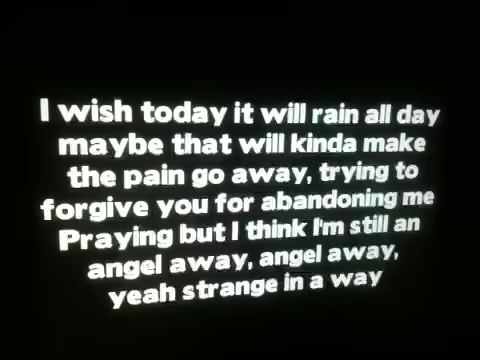 I wish today it will rain all day
maybe that will kinda make
the pain go away, trying to
forgive you for abandoning me
Praying but I think I'm still an
angel away, angel away,
yeah strange in a way